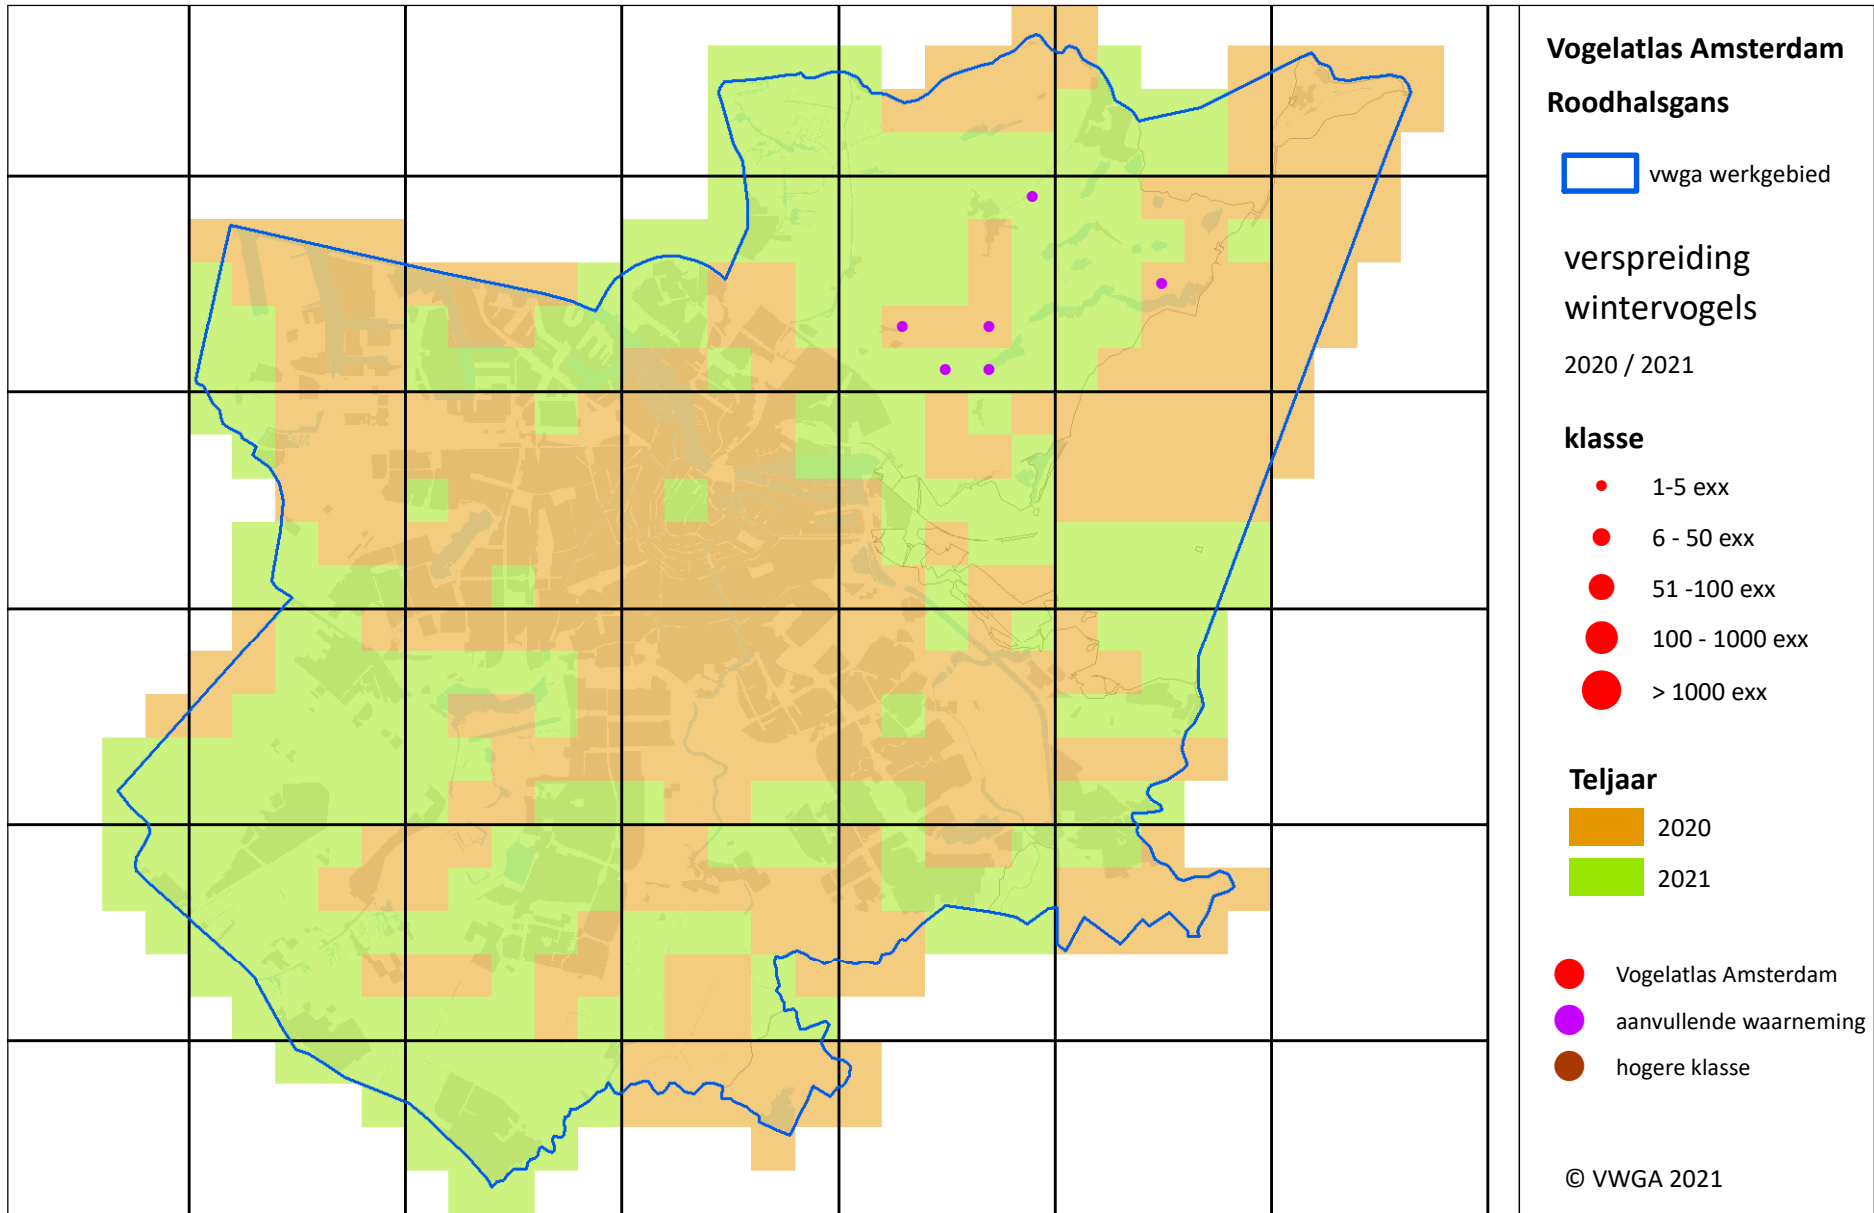 Vogelatlas Amsterdam
Roodhalsgans
vwga werkgebied
verspreiding
wintervogels
2020 / 2021
klasse
1-5 exx
6 - 50 exx
51 -100 exx
100 - 1000 exx
> 1000 exx
Teljaar
2020
2021
Vogelatlas Amsterdam
aanvullende waarneming
hogere klasse
© VWGA 2021